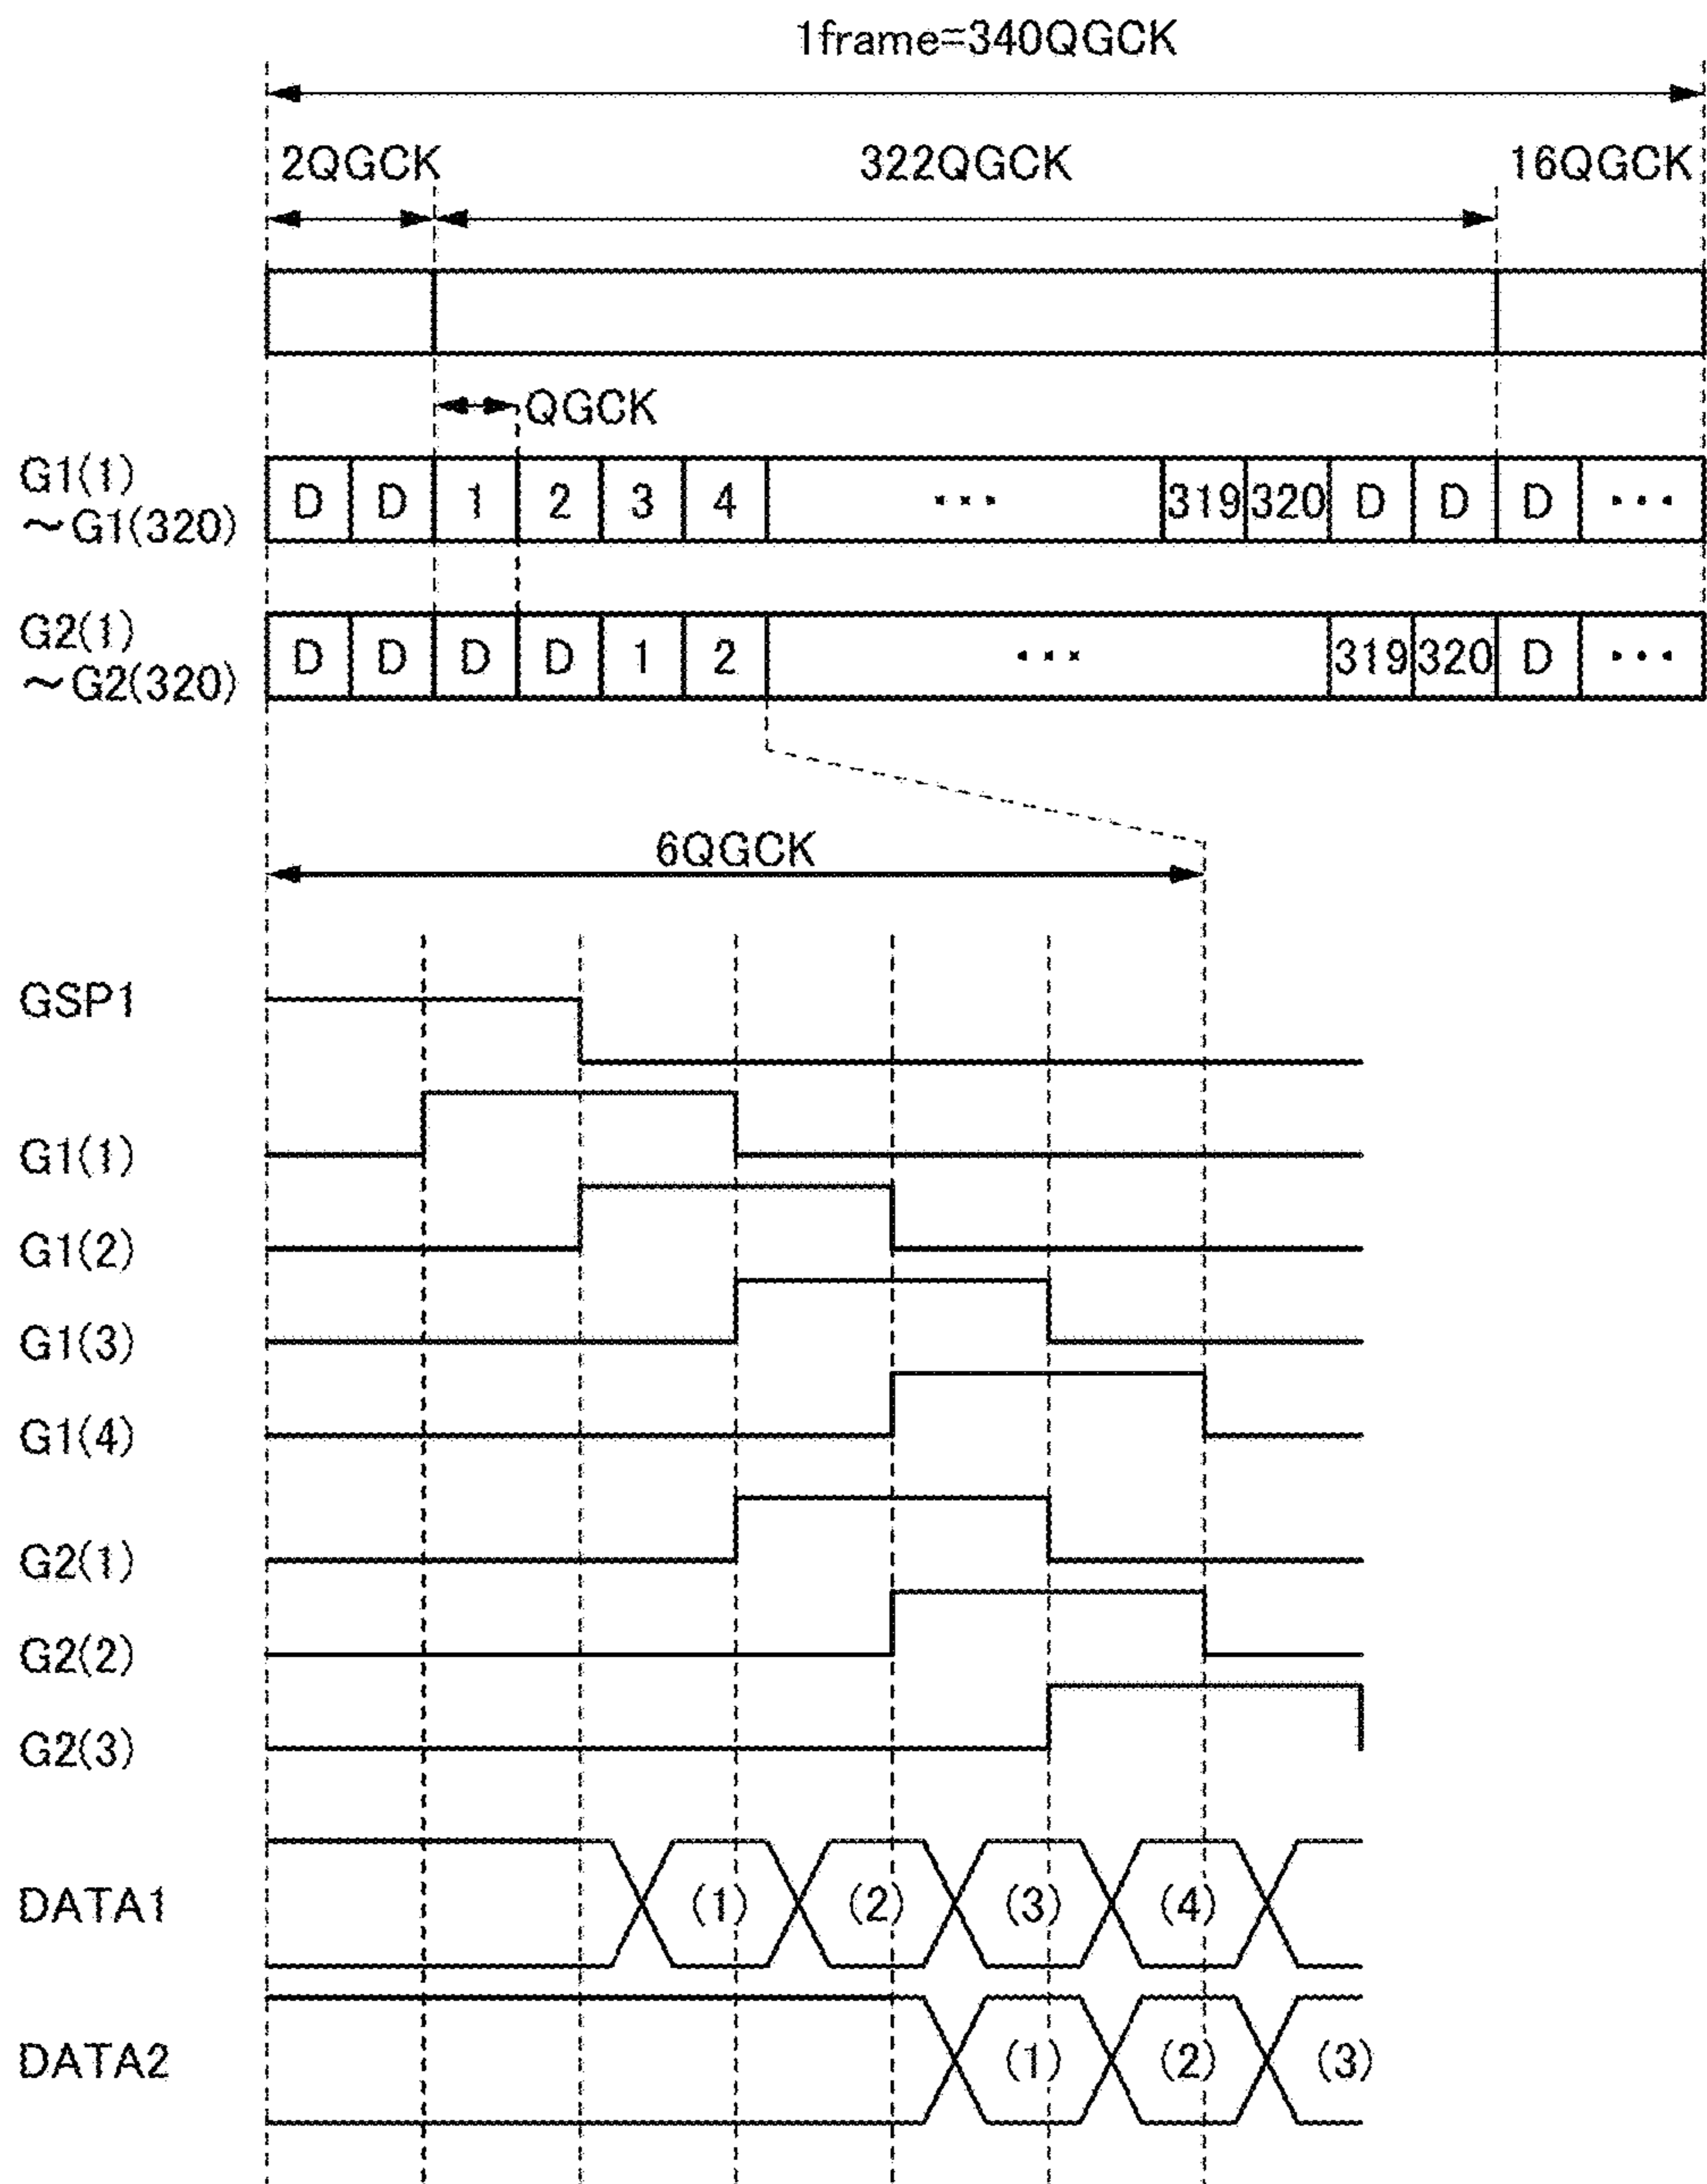 1frame=340QGCK
2QGCK 322QGCK 16QGCK
QGCK
G1(1)
～G1(320)
D D 1 2 3 4 ··· 319 320 D D D ···
G2(1)
～G2(320)
D D D D 1 2 ··· 319 320 D ···
6QGCK
GSP1
G1(1)
G1(2)
G1(3)
G1(4)
G2(1)
G2(2)
G2(3)
DATA1 (1) (2) (3) (4)
DATA2 (1) (2) (3)